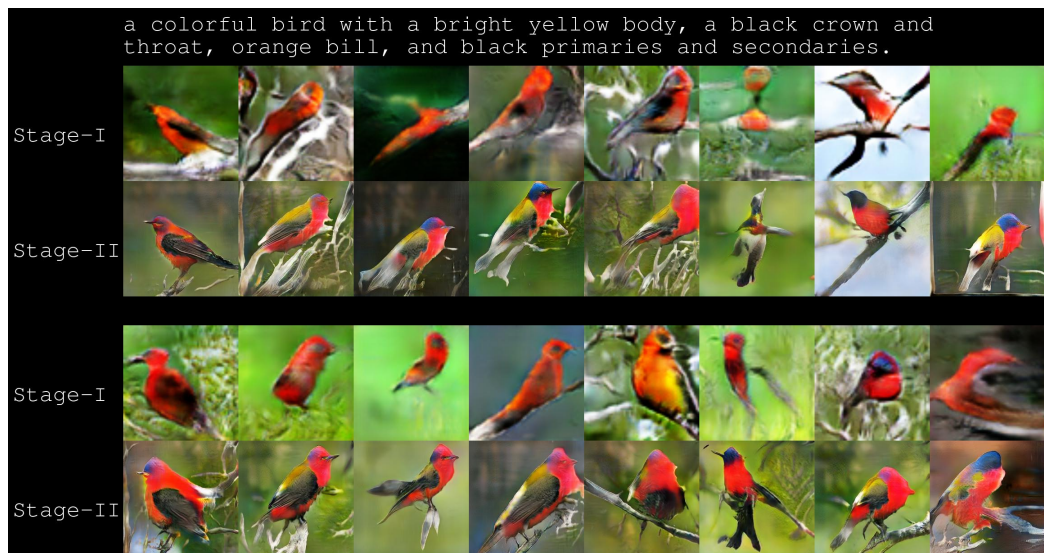 a colorful bird with a bright yellow body, a black crown and
throat, orange bill, and black primaries and secondaries.
Stage-I
Stage-II
Stage-I
Stage-II